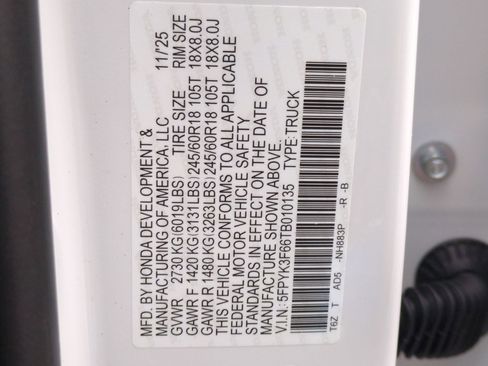 MFD. BY HONDA DEVELOPMENT & 11/'25
MANUFACTURING OF AMERICA, LLC
GVWR 2730 KG(6019LBS) TIRE SIZE RIM SIZE
GAWR F 1420 KG(3131LBS) 245/60R18 105T 18X8.0J
GAWR R 1480 KG(3263LBS) 245/60R18 105T 18X8.0J
THIS VEHICLE CONFORMS TO ALL APPLICABLE
FEDERAL MOTOR VEHICLE SAFETY
STANDARDS IN EFFECT ON THE DATE OF
MANUFACTURE SHOWN ABOVE.
V.I.N.: 5FPYK3F66TB010135 TYPE:TRUCK
T6Z T AD5 -NH883P -R -B